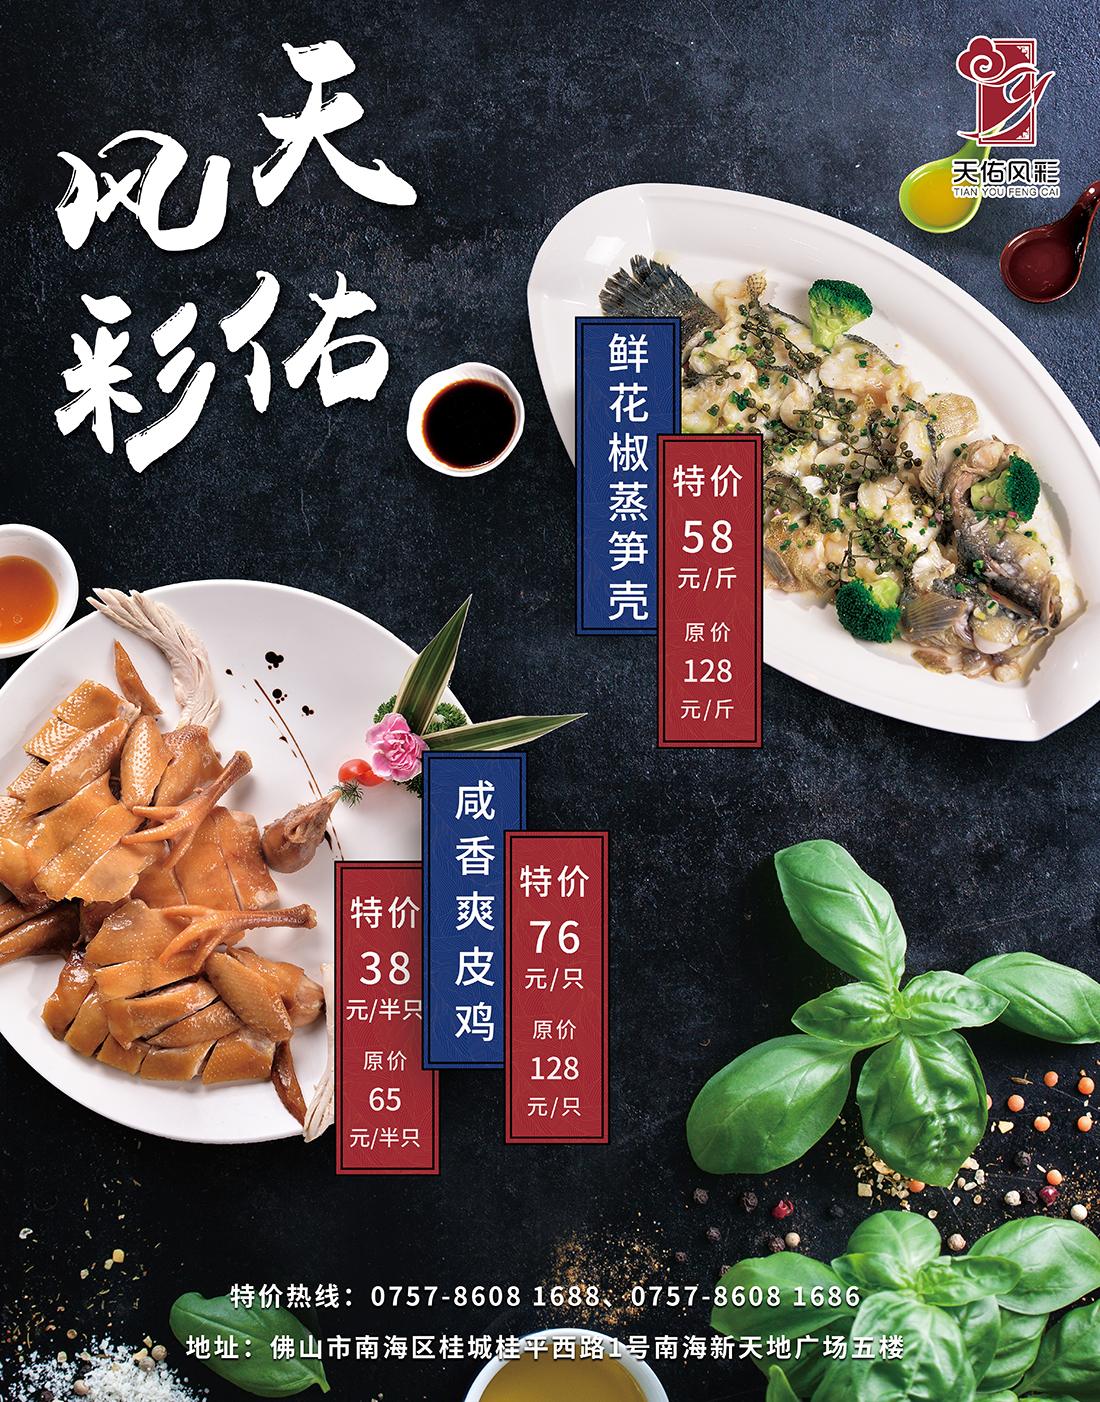 天佑
风彩
天佑风彩
TIAN YOU FENG CAI
鲜花椒蒸笋壳
特价
58
元/斤
原价
128
元/斤
咸香爽皮鸡
特价
38
元/半只
原价
65
元/半只
特价
76
元/只
原价
128
元/只
特价热线：0757-8608 1688、0757-8608 1686
地址：佛山市南海区桂城桂平西路1号南海新天地广场五楼